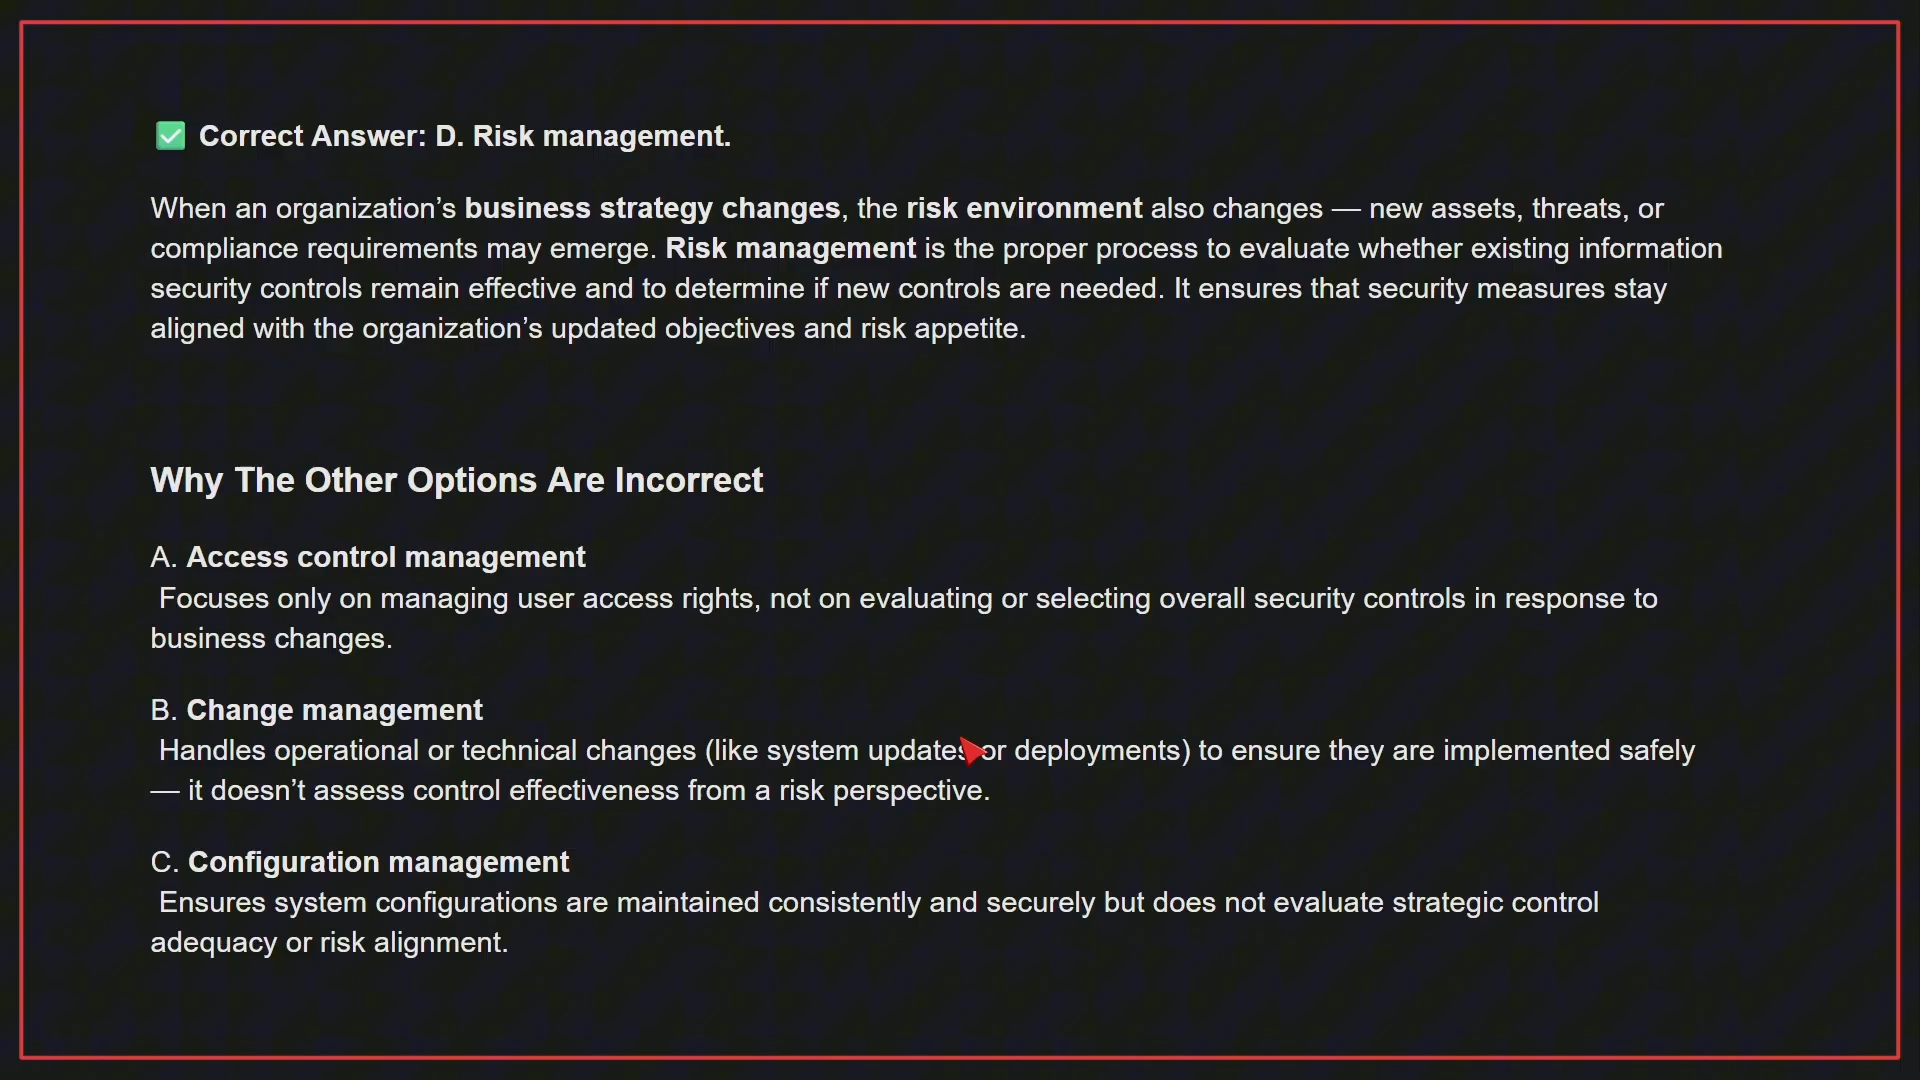 ✅ Correct Answer: D. Risk management.
When an organization’s business strategy changes, the risk environment also changes — new assets, threats, or
compliance requirements may emerge. Risk management is the proper process to evaluate whether existing information
security controls remain effective and to determine if new controls are needed. It ensures that security measures stay
aligned with the organization’s updated objectives and risk appetite.
Why The Other Options Are Incorrect
A. Access control management
Focuses only on managing user access rights, not on evaluating or selecting overall security controls in response to
business changes.
B. Change management
Handles operational or technical changes (like system updates or deployments) to ensure they are implemented safely
— it doesn’t assess control effectiveness from a risk perspective.
C. Configuration management
Ensures system configurations are maintained consistently and securely but does not evaluate strategic control
adequacy or risk alignment.